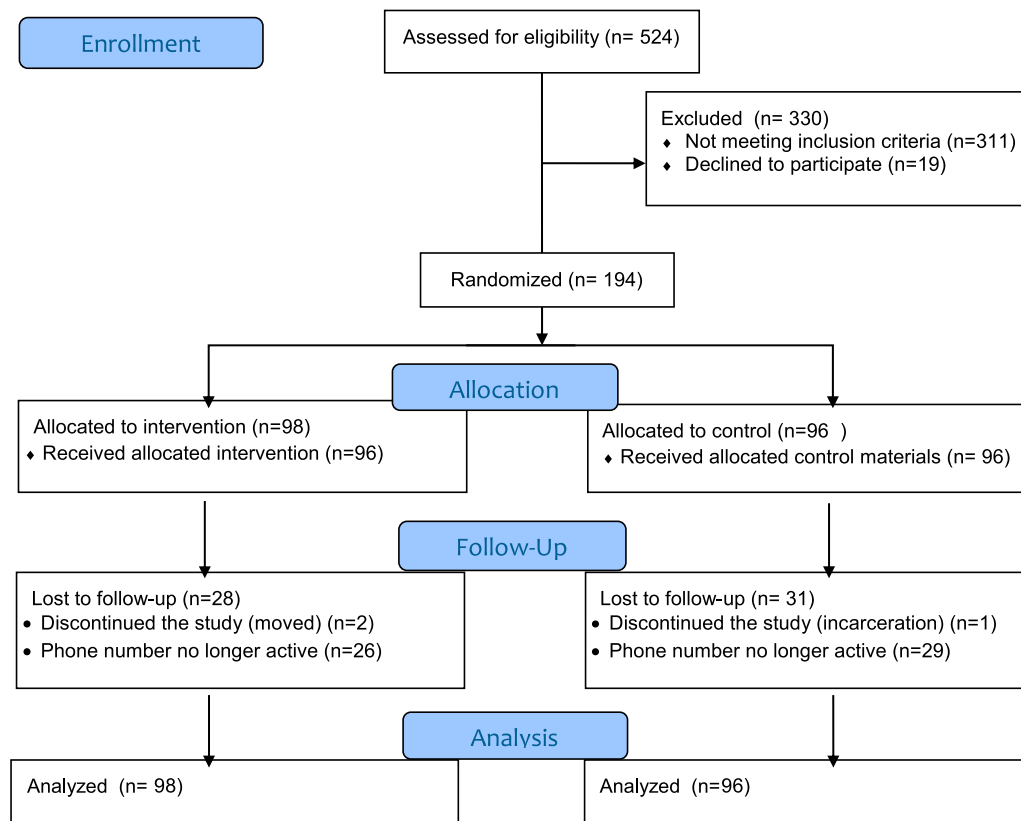 Enrollment
Assessed for eligibility (n= 524)
Excluded (n= 330)
♦ Not meeting inclusion criteria (n=311)
♦ Declined to participate (n=19)
Randomized (n= 194)
Allocation
Allocated to intervention (n=98)
♦ Received allocated intervention (n=96)
Allocated to control (n=96 )
♦ Received allocated control materials (n= 96)
Follow-Up
Lost to follow-up (n=28)
• Discontinued the study (moved) (n=2)
• Phone number no longer active (n=26)
Lost to follow-up (n= 31)
• Discontinued the study (incarceration) (n=1)
• Phone number no longer active (n=29)
Analysis
Analyzed (n= 98)
Analyzed (n=96)